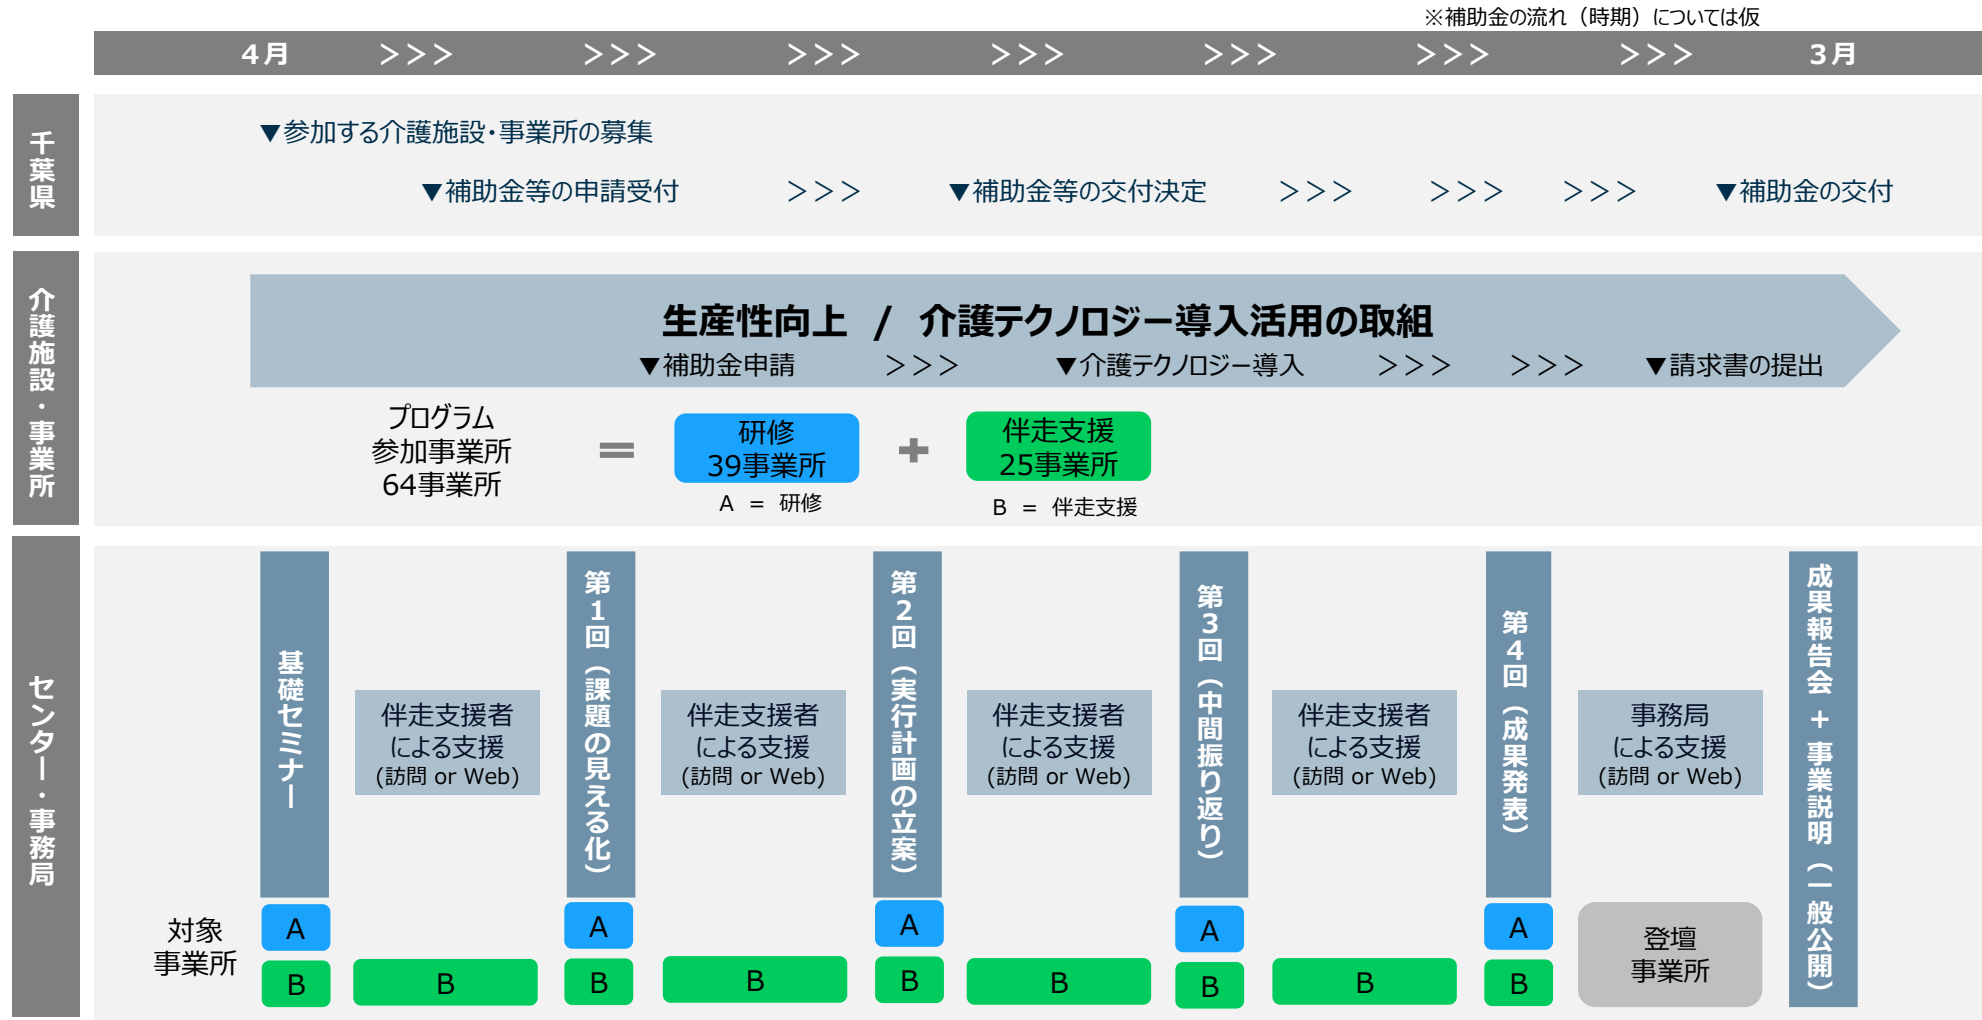 ※補助金の流れ（時期）については仮
４月　>>>　>>>　>>>　>>>　>>>　>>>　>>>　３月
千葉県
▼参加する介護施設・事業所の募集
▼補助金等の申請受付　>>>　▼補助金等の交付決定　>>>　>>>　>>>　▼補助金の交付
介護施設・事業所
生産性向上 / 介護テクノロジー導入活用の取組
▼補助金申請　>>>　▼介護テクノロジー導入　>>>　>>>　▼請求書の提出
プログラム
参加事業所
64事業所
＝
研修
39事業所
A = 研修
＋
伴走支援
25事業所
B = 伴走支援
センター・事務局
基礎セミナー
伴走支援者
による支援
(訪問 or Web)
第1回（課題の見える化）
伴走支援者
による支援
(訪問 or Web)
第2回（実行計画の立案）
伴走支援者
による支援
(訪問 or Web)
第3回（中間振り返り）
伴走支援者
による支援
(訪問 or Web)
第4回（成果発表）
事務局
による支援
(訪問 or Web)
成果報告会 + 事業説明（一般公開）
対象
事業所
A
A
A
A
A
B
B
B
B
B
B
B
B
B
登壇
事業所